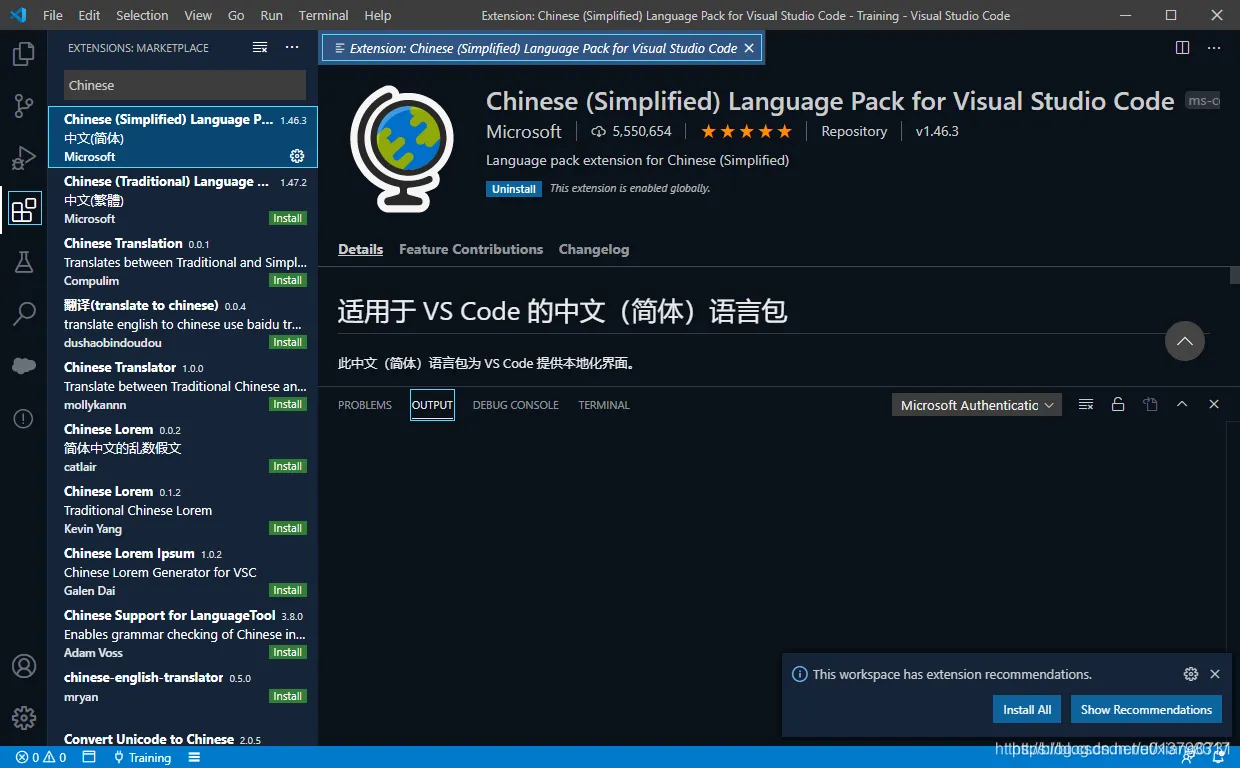 File Edit Selection View Go Run Terminal Help Extension: Chinese (Simplified) Language Pack for Visual Studio Code - Training - Visual Studio Code
EXTENSIONS: MARKETPLACE
Chinese
Chinese (Simplified) Language P... 1.46.3
中文(简体)
Microsoft
Chinese (Traditional) Language ... 1.47.2
中文(繁體)
Microsoft Install
Chinese Translation 0.0.1
Translates between Traditional and Simpl...
Compulim Install
翻译(translate to chinese) 0.0.4
translate english to chinese use baidu tr...
dushaobindoudou Install
Chinese Translator 1.0.0
Translate between Traditional Chinese an...
mollykannn Install
Chinese Lorem 0.0.2
简体中文的乱数假文
catlair Install
Chinese Lorem 0.1.2
Traditional Chinese Lorem
Kevin Yang Install
Chinese Lorem Ipsum 1.0.2
Chinese Lorem Generator for VSC
Galen Dai Install
Chinese Support for LanguageTool 3.8.0
Enables grammar checking of Chinese in...
Adam Voss Install
chinese-english-translator 0.5.0
mryan Install
Convert Unicode to Chinese 2.0.5
Extension: Chinese (Simplified) Language Pack for Visual Studio Code
Chinese (Simplified) Language Pack for Visual Studio Code
Microsoft 5,550,654 Repository v1.46.3
Language pack extension for Chinese (Simplified)
Uninstall This extension is enabled globally.
Details Feature Contributions Changelog
适用于 VS Code 的中文（简体）语言包
此中文（简体）语言包为 VS Code 提供本地化界面。
PROBLEMS OUTPUT DEBUG CONSOLE TERMINAL Microsoft Authenticatio
This workspace has extension recommendations.
Install All Show Recommendations
0 0 Training